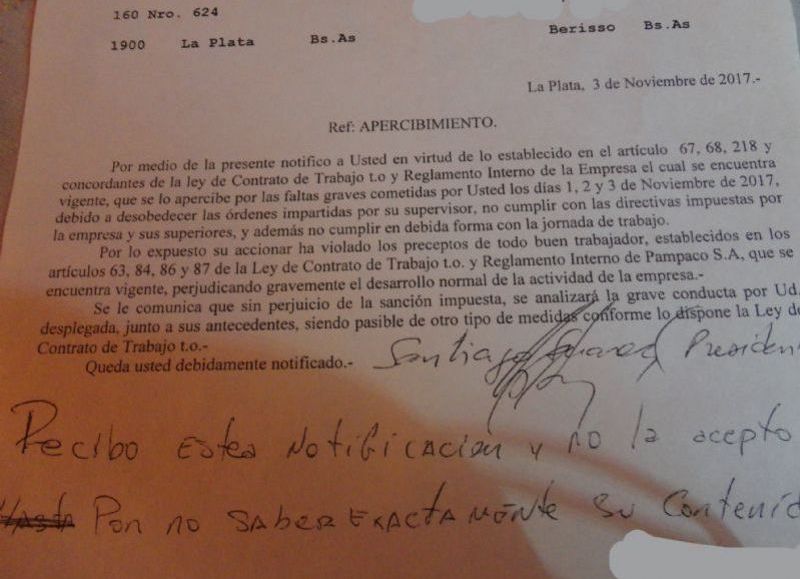 160 Nro. 624
Berisso Bs.As
1900 La Plata Bs.As
La Plata, 3 de Noviembre de 2017.-
Ref: APERCIBIMIENTO.
Por medio de la presente notifico a Usted en virtud de lo establecido en el artículo 67, 68, 218 y
concordantes de la ley de Contrato de Trabajo t.o y Reglamento Interno de la Empresa el cual se encuentra
vigente, que se lo apercibe por las faltas graves cometidas por Usted los días 1, 2 y 3 de Noviembre de 2017,
debido a desobedecer las órdenes impartidas por su supervisor, no cumplir con las directivas impuestas por
la empresa y sus superiores, y además no cumplir en debida forma con la jornada de trabajo.
Por lo expuesto su accionar ha violado los preceptos de todo buen trabajador, establecidos en los
artículos 63, 84, 86 y 87 de la Ley de Contrato de Trabajo t.o. y Reglamento Interno de Pampaco S.A, que se
encuentra vigente, perjudicando gravemente el desarrollo normal de la actividad de la empresa.-
Se le comunica que sin perjuicio de la sanción impuesta, se analizará la grave conducta por Ud.
desplegada, junto a sus antecedentes, siendo pasible de otro tipo de medidas conforme lo dispone la Ley de
Contrato de Trabajo t.o.-
Queda usted debidamente notificado.- Santiago Presiden
Recibo esta notificación y no la acepto
Por no SABER EXACTAMENTE Su Contenid